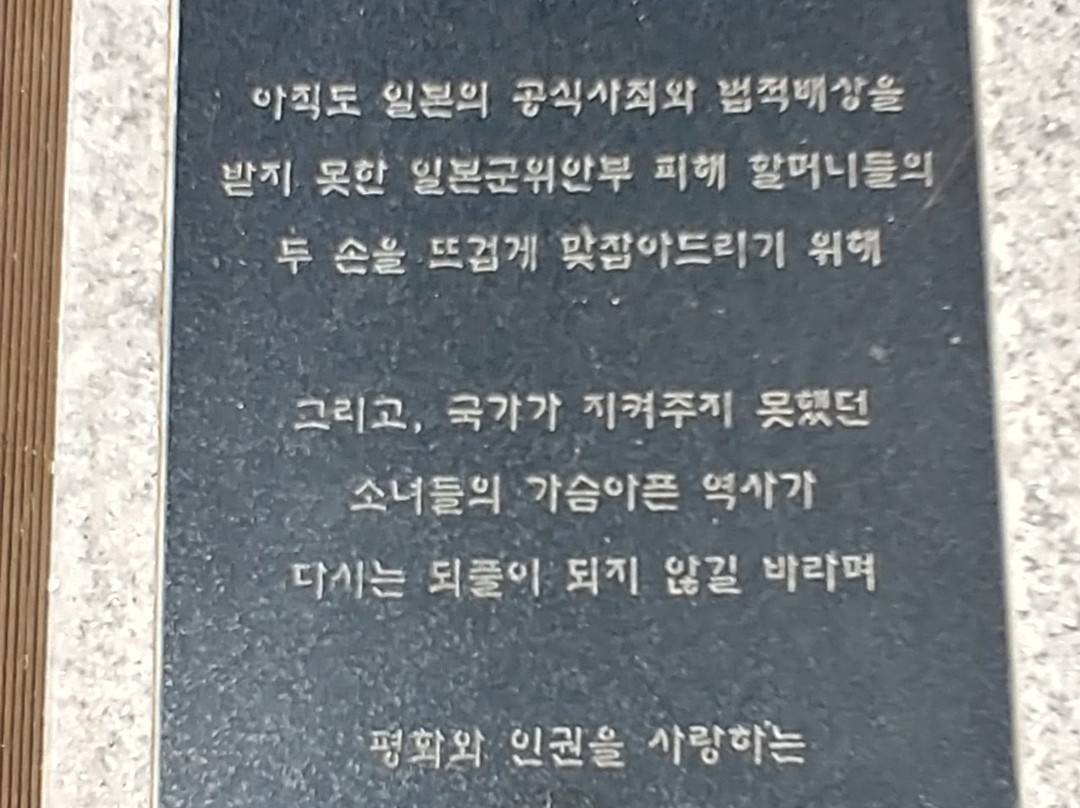 아직도 일본의 공식사죄와 법적배상을
받지 못한 일본군위안부 피해 할머니들의
두 손을 뜨겁게 맞잡아드리기 위해
그리고, 국가가 지켜주지 못했던
소녀들의 가슴아픈 역사가
다시는 되풀이 되지 않길 바라며
평화와 인권을 사랑하는